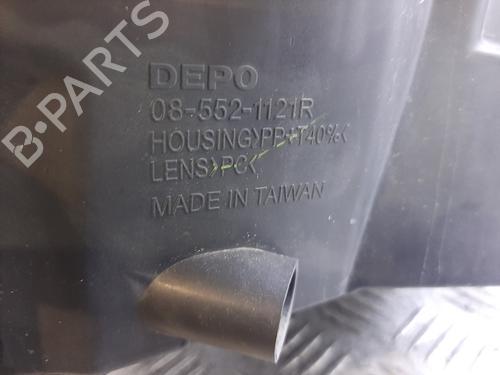 B-PARTS
DEPO
08-552-1121R
HOUSING>PP+T40%<
LENS>PC<
MADE IN TAIWAN